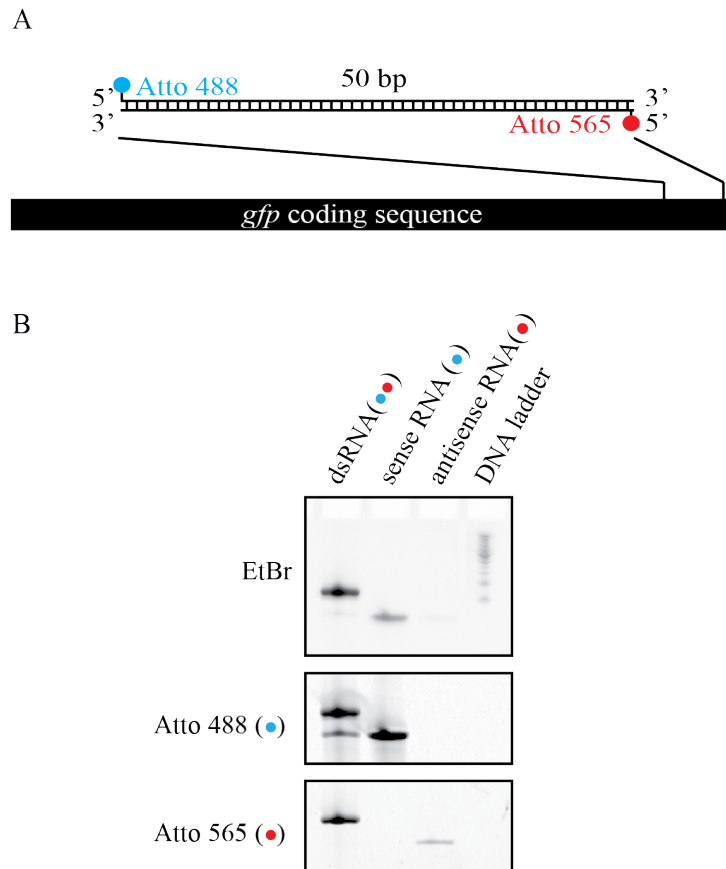 A
Atto 488
50 bp
5’
3’
3’
Atto 565
5’
gfp coding sequence
B
dsRNA(
)
sense RNA (
)
antisense RNA(
)
DNA ladder
EtBr
Atto 488 (
)
Atto 565 (
)